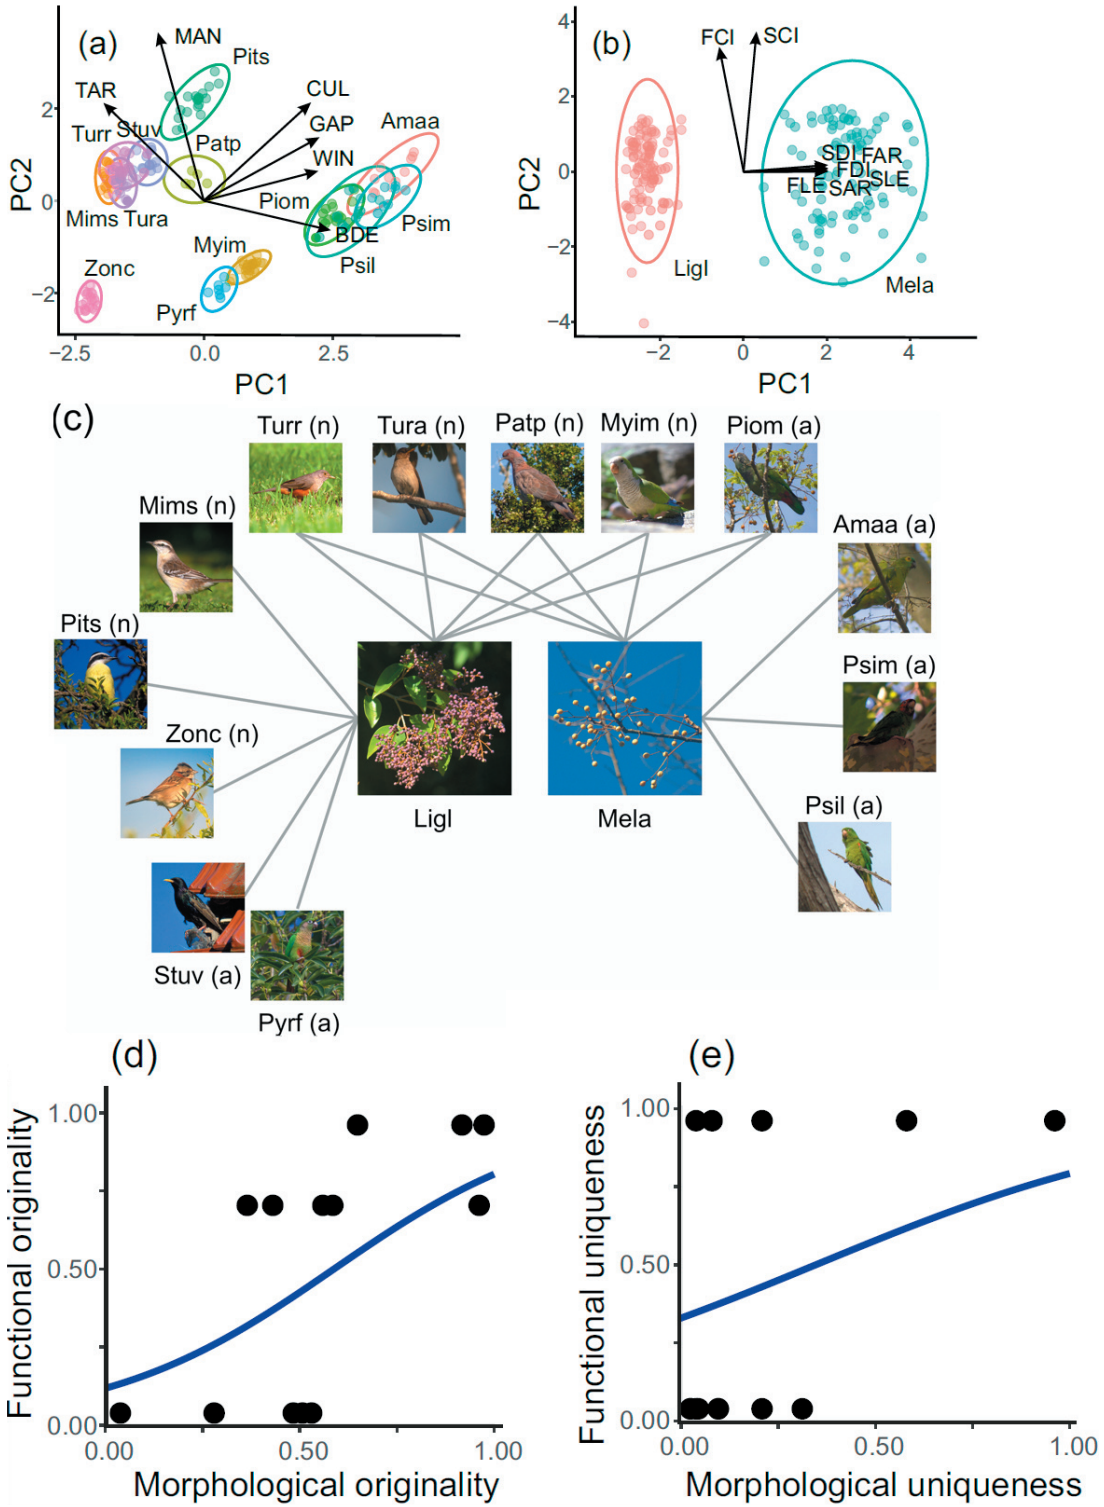 (a)
MAN
Pits
TAR
CUL
GAP
Amaa
Turr
Stuv
Patp
WIN
Piom
Mims
Tura
Psim
BDE
Myim
Psil
Zonc
Pyrf
2
0
−2
PC2
−2.5
0.0
2.5
PC1
(b)
FCI
SCI
SDI
FAR
FDI
SLE
FLE
SAR
Ligl
Mela
4
2
0
−2
−4
PC2
−2
0
2
4
PC1
(c)
Turr (n)
Tura (n)
Patp (n)
Myim (n)
Piom (a)
Mims (n)
Amaa (a)
Pits (n)
Psim (a)
Zonc (n)
Psil (a)
Ligl
Mela
Stuv (a)
Pyrf (a)
(d)
1.00
0.50
0.00
Functional originality
0.00
0.50
1.00
Morphological originality
(e)
1.00
0.50
0.00
Functional uniqueness
0.00
0.50
1.00
Morphological uniqueness